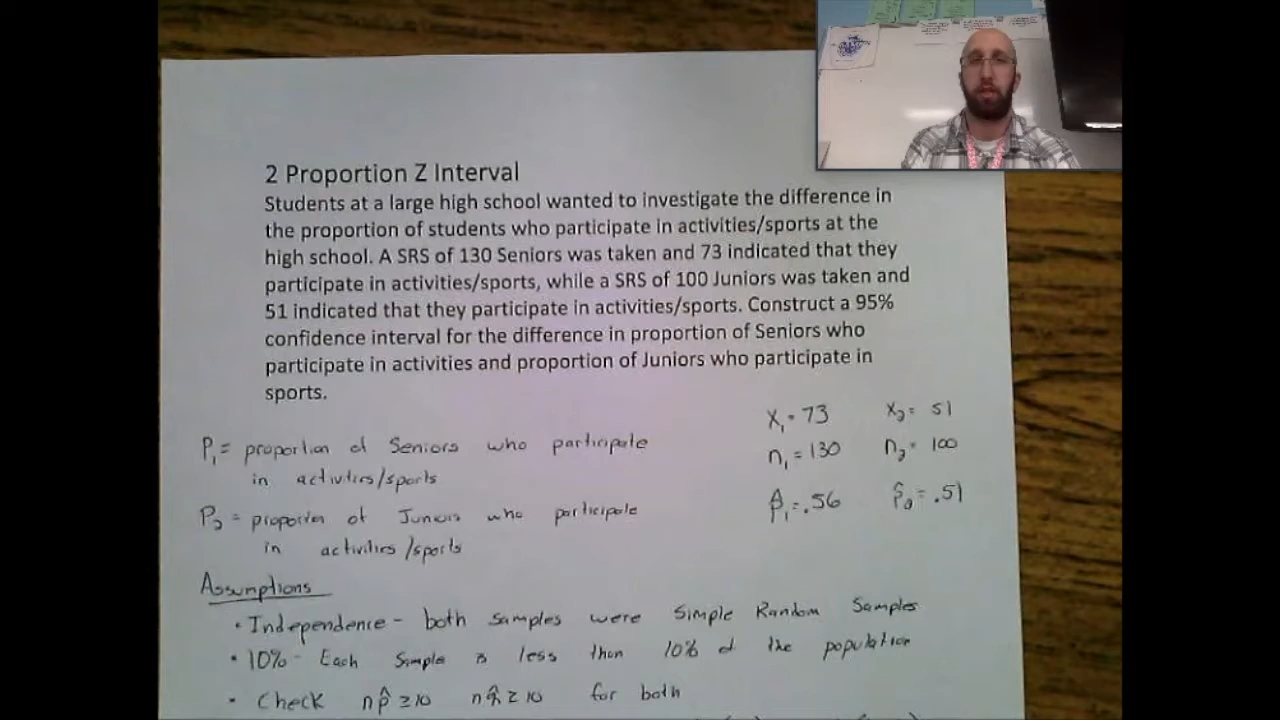 2 Proportion Z Interval
Students at a large high school wanted to investigate the difference in
the proportion of students who participate in activities/sports at the
high school. A SRS of 130 Seniors was taken and 73 indicated that they
participate in activities/sports, while a SRS of 100 Juniors was taken and
51 indicated that they participate in activities/sports. Construct a 95%
confidence interval for the difference in proportion of Seniors who
participate in activities and proportion of Juniors who participate in
sports.
X₁ = 73 X₂ = 51
n₁ = 130 n₂ = 100
p̂₁ = .56 p̂₂ = .51
P₁ = proportion of Seniors who participate
in activities/sports
P₂ = proportion of Juniors who participate
in activities/sports
Assumptions
• Independence - both samples were Simple Random Samples
• 10% - Each Sample is less than 10% of the population
• Check np̂ ≥ 10 nq̂ ≥ 10 for both